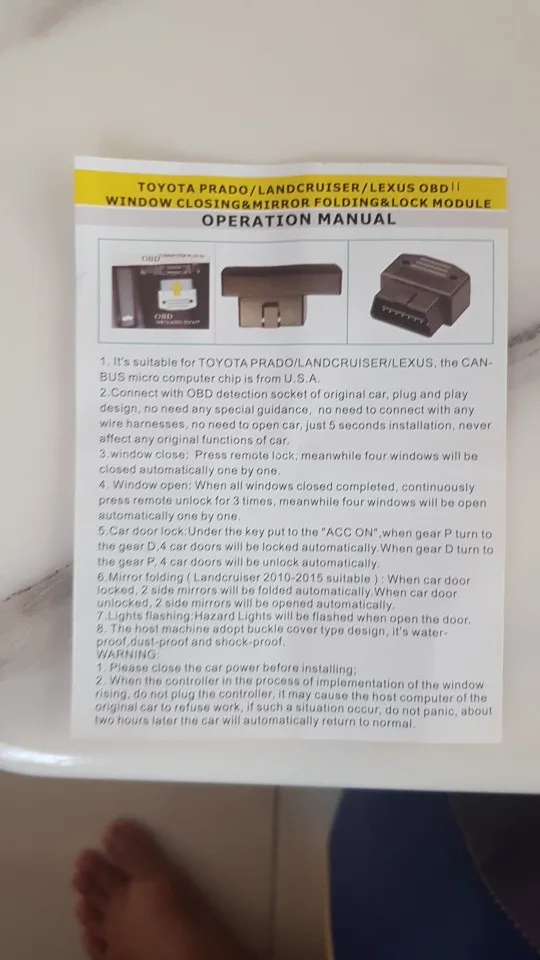 TOYOTA PRADO/LANDCRUISER/LEXUS OBD II
WINDOW CLOSING&MIRROR FOLDING&LOCK MODULE
OPERATION MANUAL
OBD
OBD
1. It's suitable for TOYOTA PRADO/LANDCRUISER/LEXUS, the CAN-
BUS micro computer chip is from U.S.A.
2.Connect with OBD detection socket of original car, plug and play
design, no need any special guidance, no need to connect with any
wire harnesses, no need to open car, just 5 seconds installation, never
affect any original functions of car.
3.window close: Press remote lock, meanwhile four windows will be
closed automatically one by one.
4. Window open: When all windows closed completed, continuously
press remote unlock for 3 times, meanwhile four windows will be open
automatically one by one.
5.Car door lock:Under the key put to the "ACC ON",when gear P turn to
the gear D,4 car doors will be locked automatically.When gear D turn to
the gear P, 4 car doors will be unlock automatically.
6.Mirror folding ( Landcruiser 2010-2015 suitable ) : When car door
locked, 2 side mirrors will be folded automatically.When car door
unlocked, 2 side mirrors will be opened automatically.
7.Lights flashing:Hazard Lights will be flashed when open the door.
8. The host machine adopt buckle cover type design, it's water-
proof,dust-proof and shock-proof.
WARNING:
1. Please close the car power before installing;
2. When the controller in the process of implementation of the window
rising, do not plug the controller, it may cause the host computer of the
original car to refuse work, if such a situation occur, do not panic, about
two hours later the car will automatically return to normal.